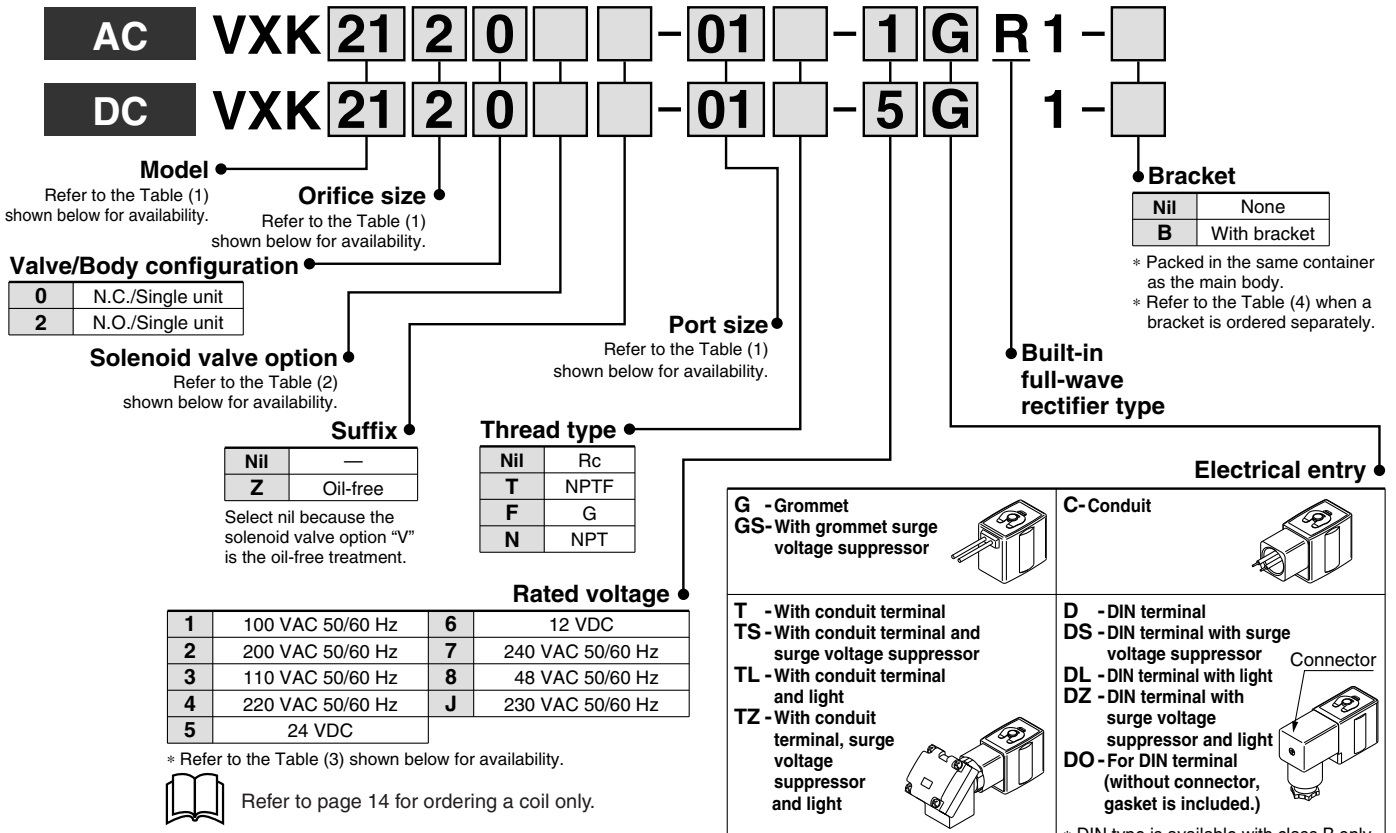 AC VXK 21 2 0 – 01 – 1 G R 1 –
DC VXK 21 2 0 – 01 – 5 G 1 –
Model
Refer to the Table (1)
shown below for availability.
Orifice size
Refer to the Table (1)
shown below for availability.
Valve/Body configuration
0 N.C./Single unit
2 N.O./Single unit
Solenoid valve option
Refer to the Table (2)
shown below for availability.
Suffix
Nil —
Z Oil-free
Select nil because the
solenoid valve option “V”
is the oil-free treatment.
Port size
Refer to the Table (1)
shown below for availability.
Thread type
Nil Rc
T NPTF
F G
N NPT
Rated voltage
1 100 VAC 50/60 Hz 6 12 VDC
2 200 VAC 50/60 Hz 7 240 VAC 50/60 Hz
3 110 VAC 50/60 Hz 8 48 VAC 50/60 Hz
4 220 VAC 50/60 Hz J 230 VAC 50/60 Hz
5 24 VDC
* Refer to the Table (3) shown below for availability.
Refer to page 14 for ordering a coil only.
Bracket
Nil None
B With bracket
* Packed in the same container
as the main body.
* Refer to the Table (4) when a
bracket is ordered separately.
Built-in
full-wave
rectifier type
Electrical entry
G - Grommet
GS- With grommet surge
voltage suppressor
C- Conduit
T - With conduit terminal
TS - With conduit terminal and
surge voltage suppressor
TL - With conduit terminal
and light
TZ - With conduit
terminal, surge
voltage
suppressor
and light
D - DIN terminal
DS - DIN terminal with surge
voltage suppressor
Connector
DL - DIN terminal with light
DZ - DIN terminal with
surge voltage
suppressor and light
DO - For DIN terminal
(without connector,
gasket is included.)
* DIN type is available with class B only.